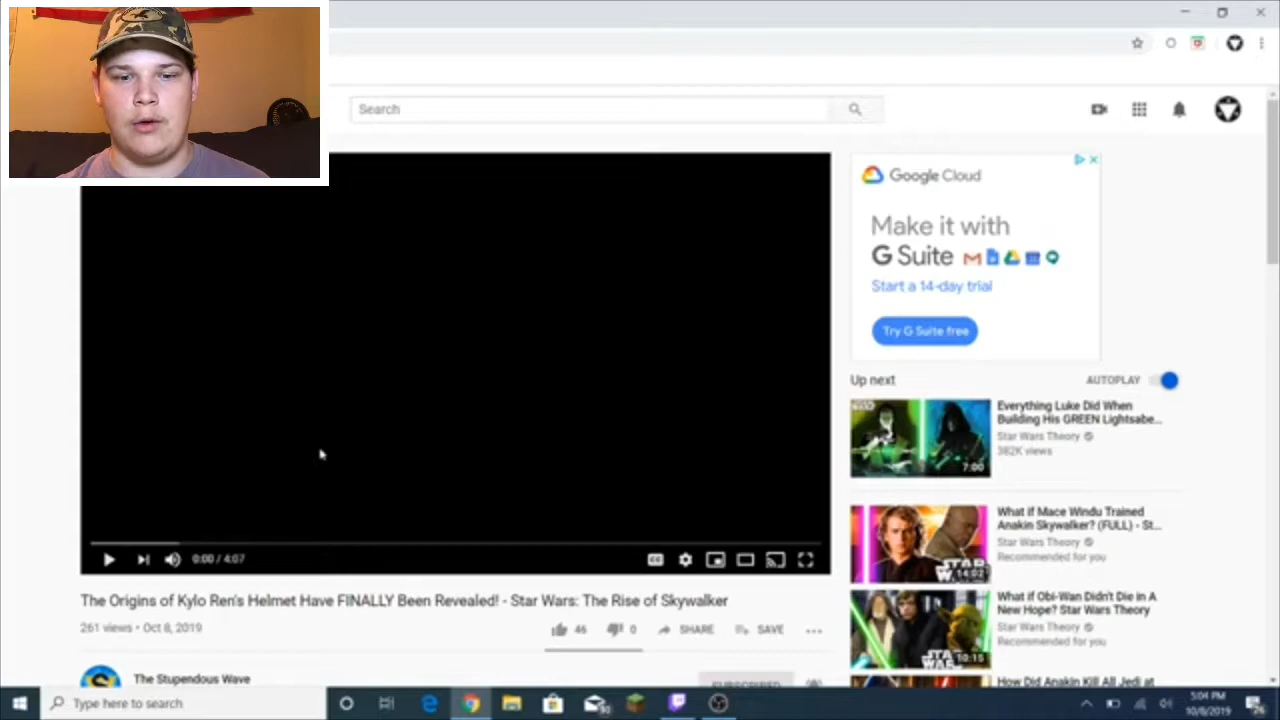 Search
Google Cloud
Make it with
G Suite
Start a 14-day trial
Try G Suite free
Up next
AUTOPLAY
Everything Luke Did When
Building His GREEN Lightsabe...
Star Wars Theory
382K views
7:00
What if Mace Windu Trained
Anakin Skywalker? (FULL) - St...
Star Wars Theory
Recommended for you
14:02
What if Obi-Wan Didn't Die in A
New Hope? Star Wars Theory
Star Wars Theory
Recommended for you
STAR
10:15
How Did Anakin Kill All Jedi at
0:00 / 4:07
The Origins of Kylo Ren's Helmet Have FINALLY Been Revealed! - Star Wars: The Rise of Skywalker
261 views • Oct 8, 2019
46
0
SHARE
SAVE
The Stupendous Wave
SUBSCRIBED
Type here to search
5:04 PM
10/8/2019